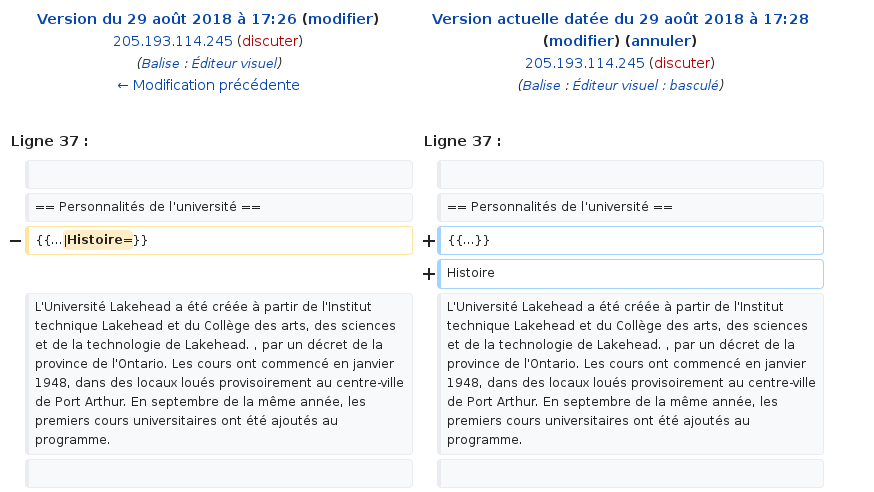 Version du 29 août 2018 à 17:26 (modifier)
205.193.114.245 (discuter)
(Balise : Éditeur visuel)
← Modification précédente
Version actuelle datée du 29 août 2018 à 17:28
(modifier) (annuler)
205.193.114.245 (discuter)
(Balise : Éditeur visuel : basculé)
Ligne 37 :
Ligne 37 :
== Personnalités de l'université ==
== Personnalités de l'université ==
− {{...|Histoire=}}
+ {{...}}
+ Histoire
L'Université Lakehead a été créée à partir de l'Institut
technique Lakehead et du Collège des arts, des sciences
et de la technologie de Lakehead. , par un décret de la
province de l'Ontario. Les cours ont commencé en janvier
1948, dans des locaux loués provisoirement au centre-ville
de Port Arthur. En septembre de la même année, les
premiers cours universitaires ont été ajoutés au
programme.
L'Université Lakehead a été créée à partir de l'Institut
technique Lakehead et du Collège des arts, des sciences
et de la technologie de Lakehead. , par un décret de la
province de l'Ontario. Les cours ont commencé en janvier
1948, dans des locaux loués provisoirement au centre-ville
de Port Arthur. En septembre de la même année, les
premiers cours universitaires ont été ajoutés au
programme.